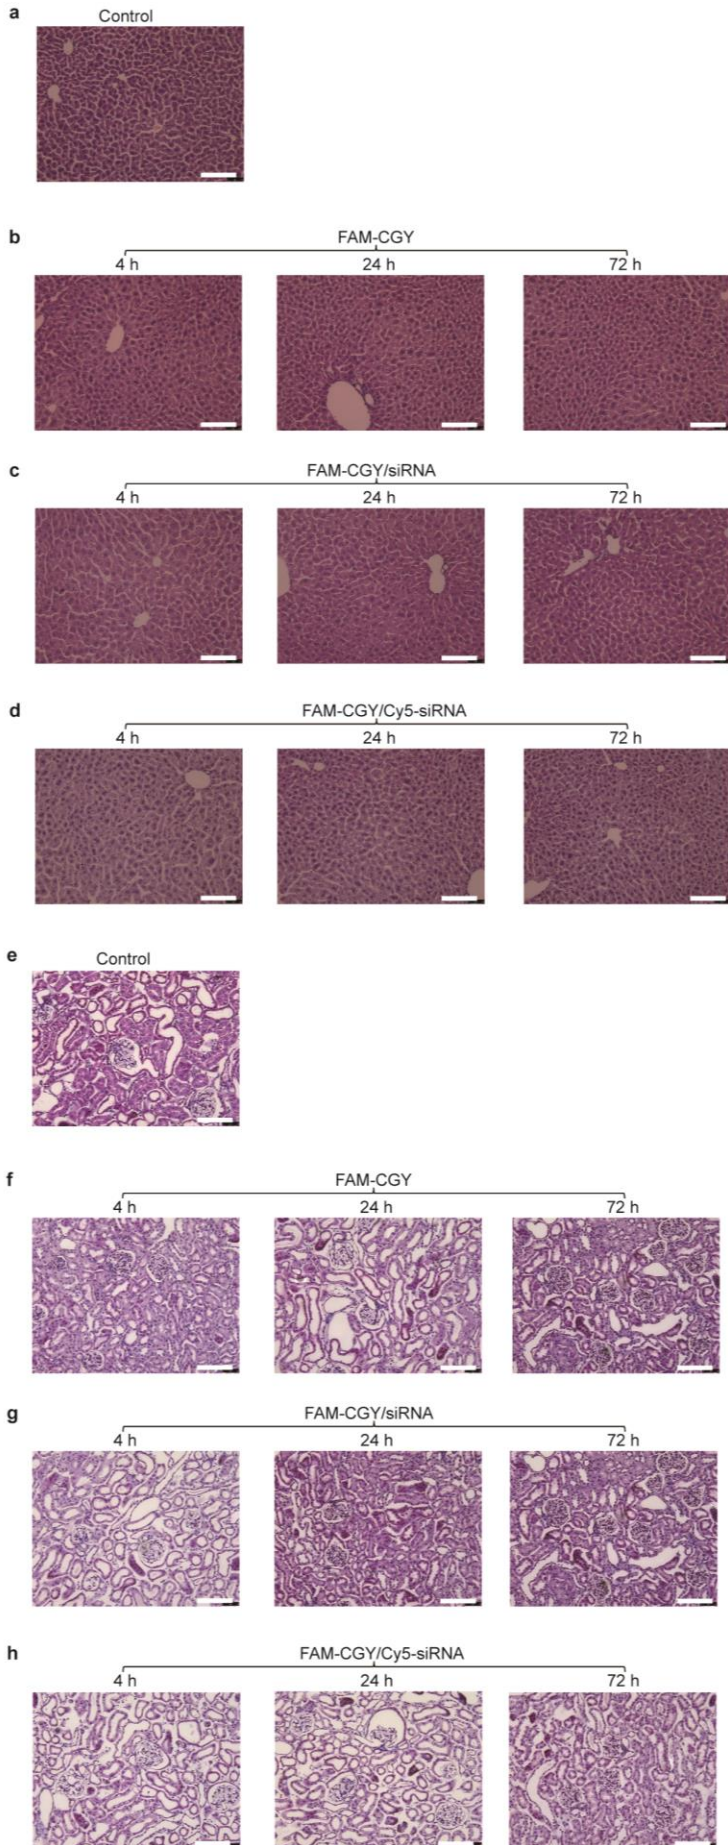 a
Control
b
FAM-CGY
4 h 24 h 72 h
c
FAM-CGY/siRNA
4 h 24 h 72 h
d
FAM-CGY/Cy5-siRNA
4 h 24 h 72 h
e
Control
f
FAM-CGY
4 h 24 h 72 h
g
FAM-CGY/siRNA
4 h 24 h 72 h
h
FAM-CGY/Cy5-siRNA
4 h 24 h 72 h